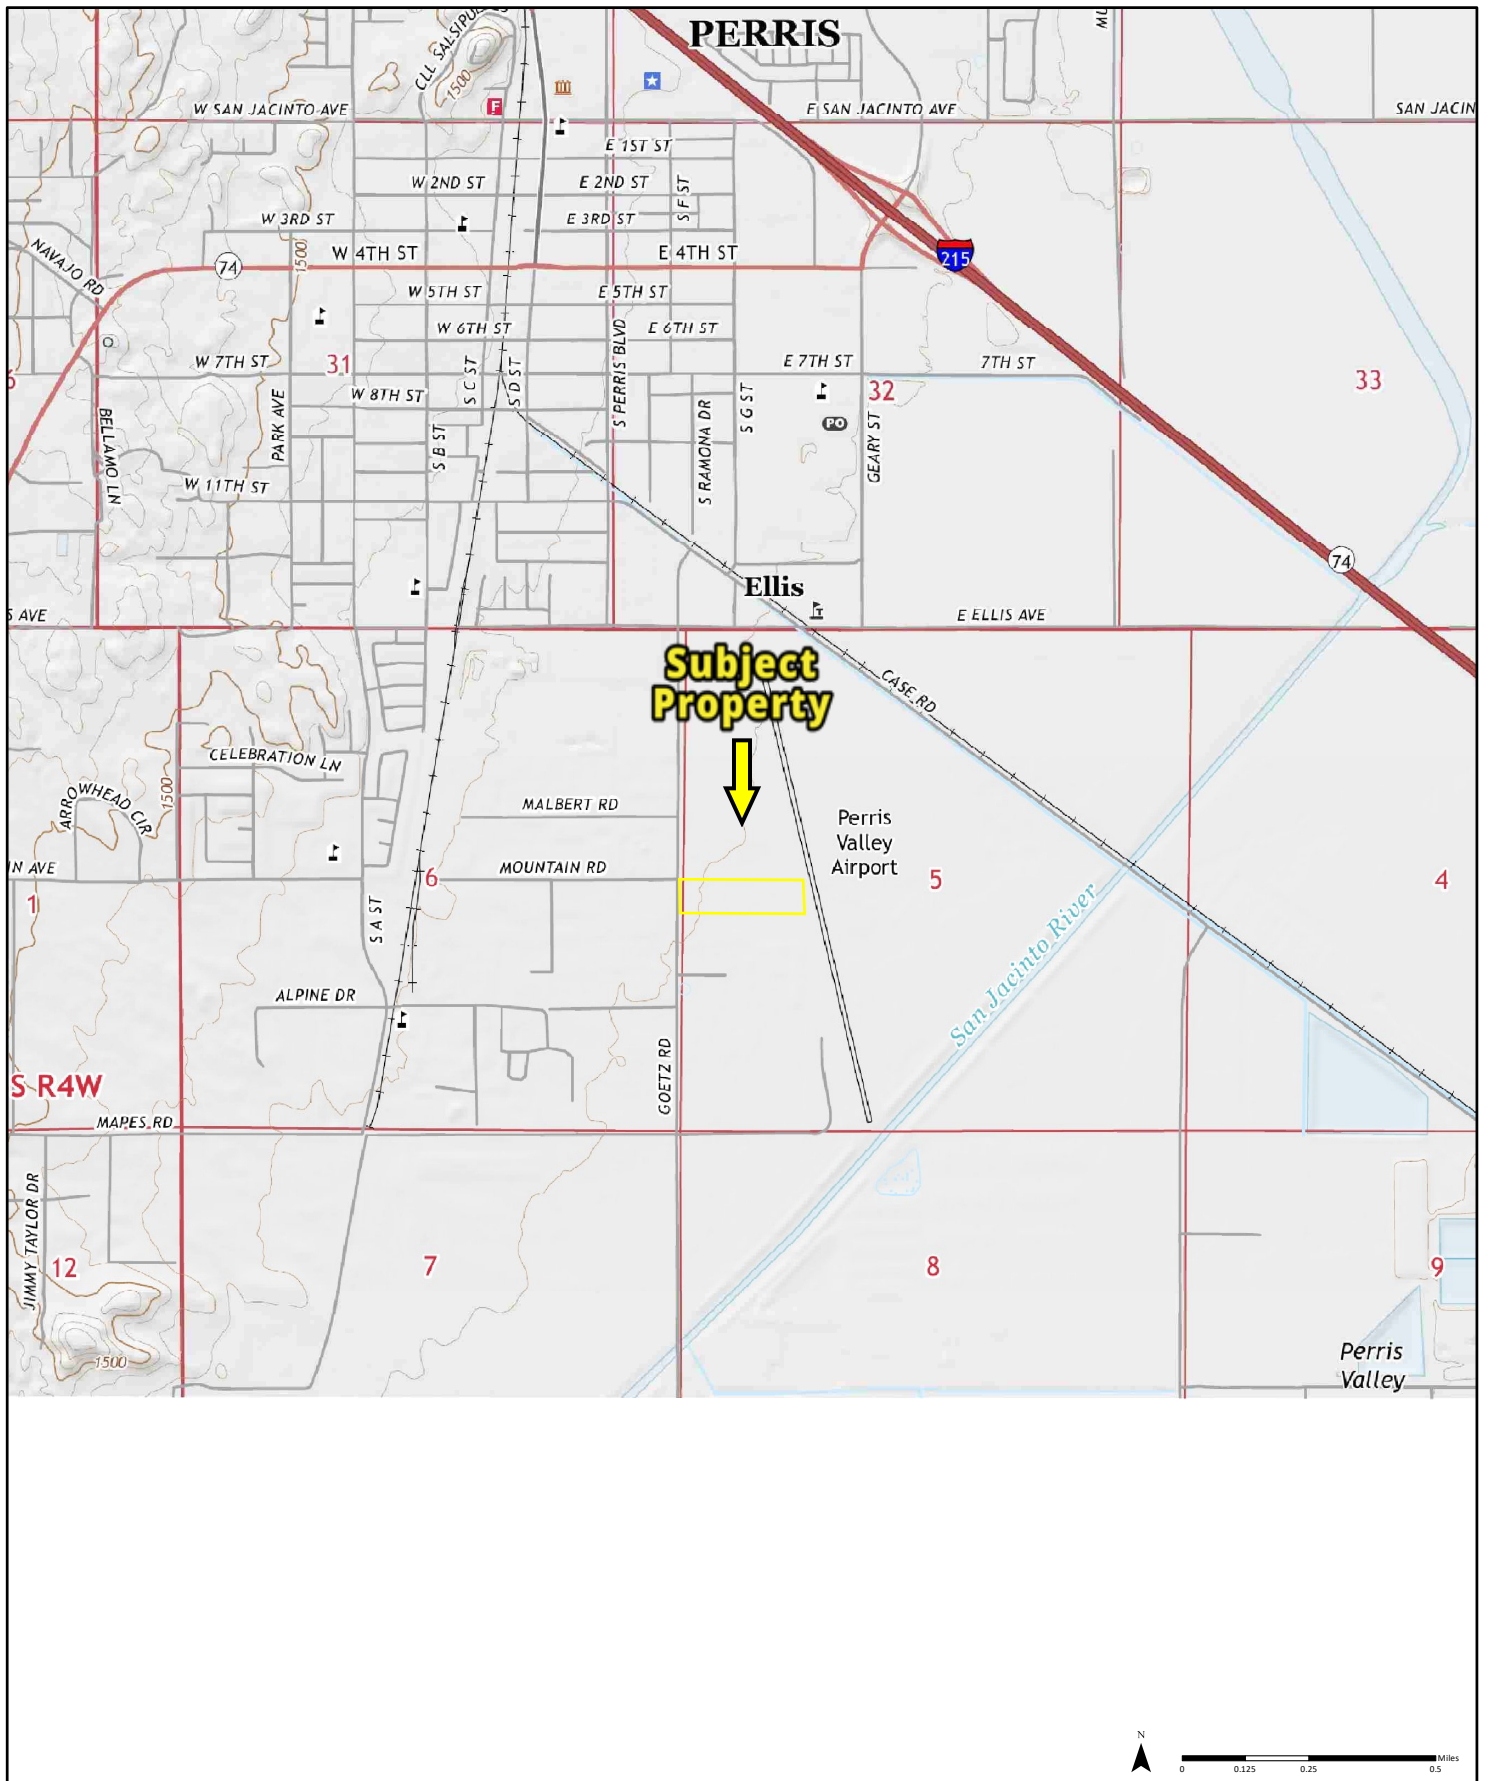 PERRIS
CLL SALSIPUEDES
1500
W SAN JACINTO AVE
F
E SAN JACINTO AVE
SAN JACIN
E 1ST ST
W 2ND ST
E 2ND ST
S F ST
W 3RD ST
E 3RD ST
NAVAJO RD
74
1500
W 4TH ST
E 4TH ST
215
W 5TH ST
E 5TH ST
W 6TH ST
S PERRIS BLVD
E 6TH ST
W 7TH ST
31
S C ST
S D ST
E 7TH ST
7TH ST
32
33
W 8TH ST
BELLAMO LN
PARK AVE
S B ST
S RAMONA DR
S G ST
PO
GEARY ST
W 11TH ST
74
Ellis
S AVE
E ELLIS AVE
Subject
Property
CASE RD
CELEBRATION LN
ARROWHEAD CIR
1500
MALBERT RD
Perris
Valley
Airport
N AVE
MOUNTAIN RD
1
6
5
4
S A ST
San Jacinto River
ALPINE DR
GOETZ RD
S R4W
MAPES RD
JIMMY TAYLOR DR
12
7
8
9
1500
Perris
Valley
N
Miles
0
0.125
0.25
0.5